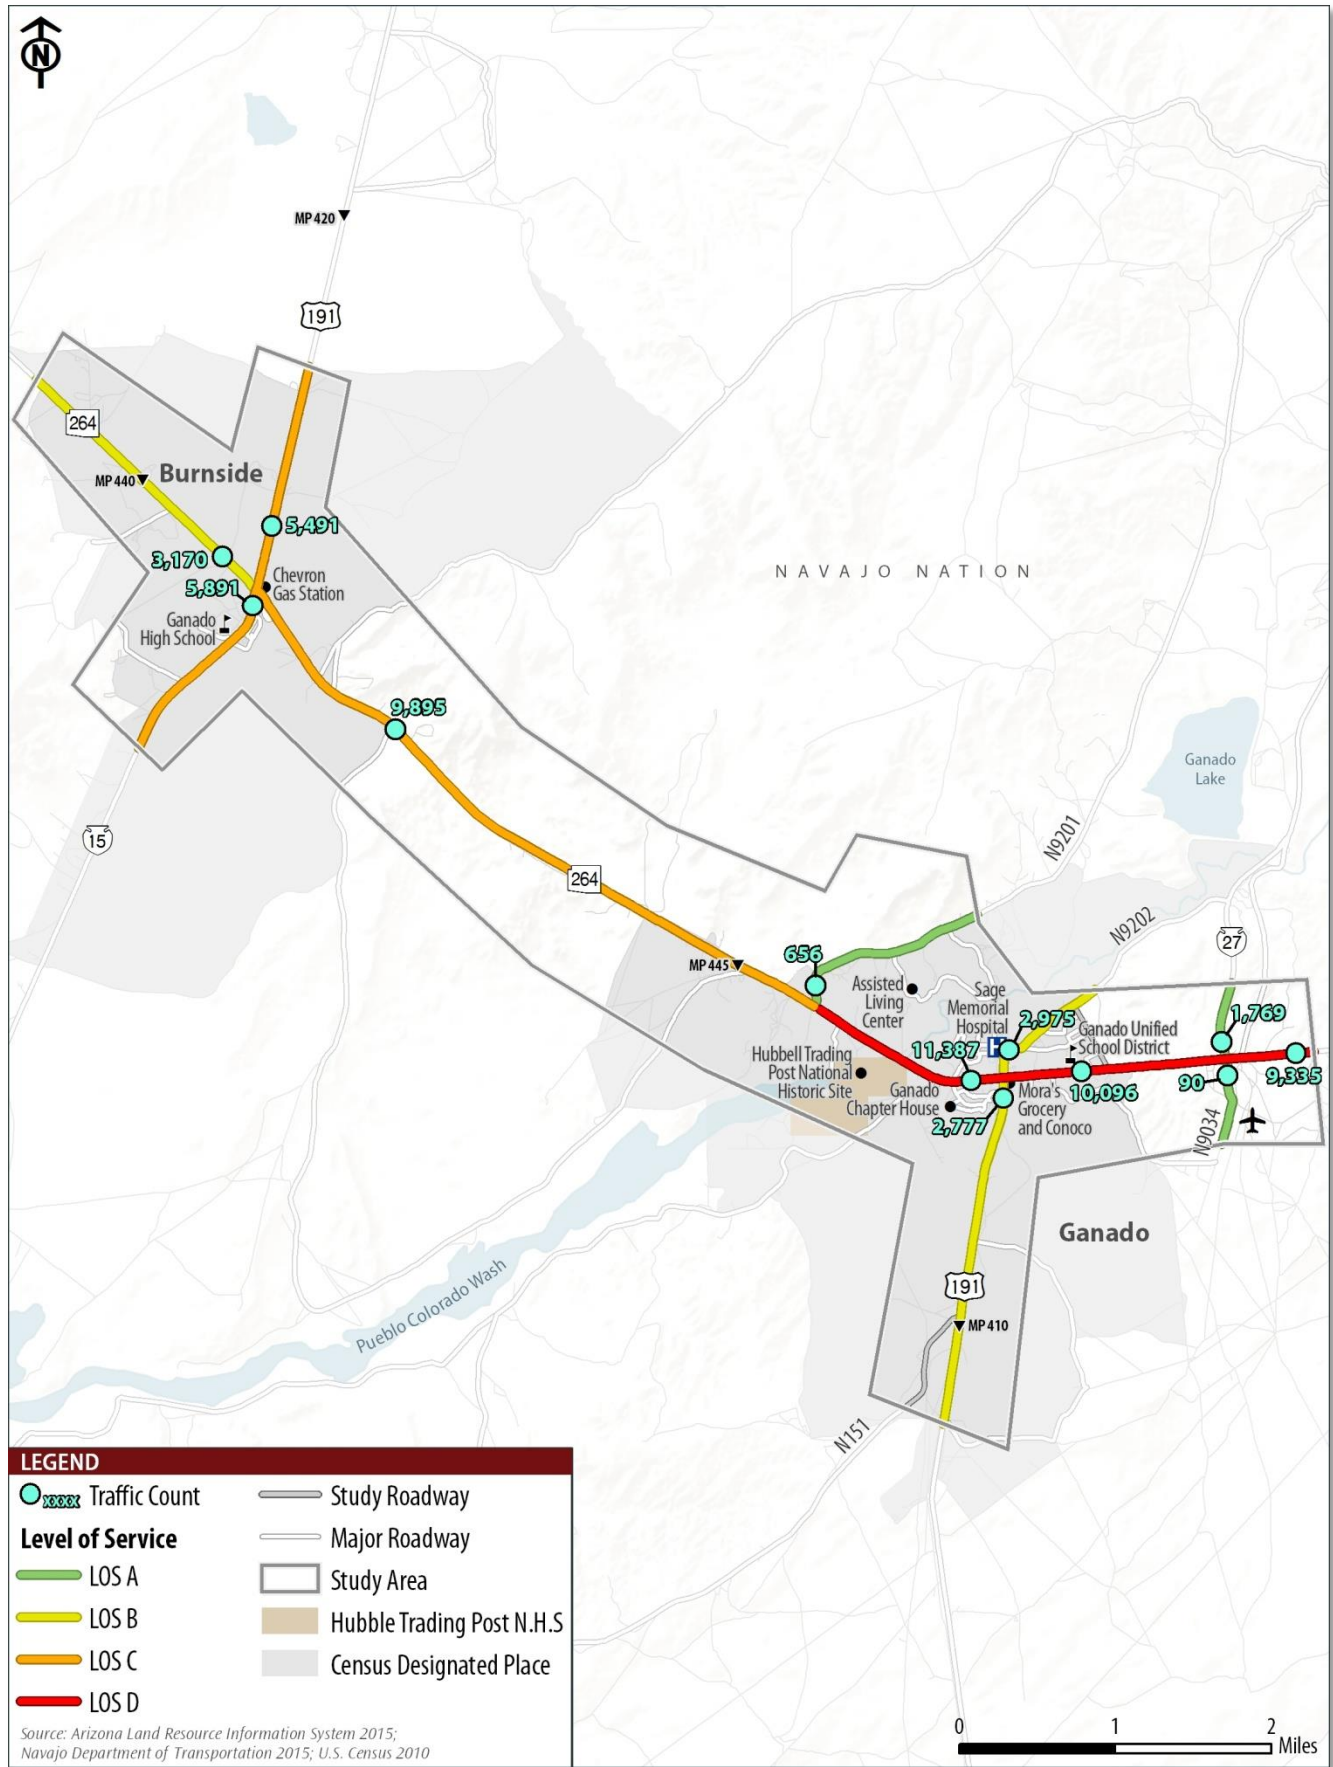 N
MP 420
191
264
MP 440
Burnside
5,491
3,170
5,891
Chevron
Gas Station
Ganado
High School
NAVAJO NATION
9,895
15
Ganado
Lake
N9201
264
N9202
27
656
MP 445
Assisted
Living
Center
Sage
Memorial
Hospital
H
2,975
Ganado Unified
School District
1,769
11,387
Hubbell Trading
Post National
Historic Site
Ganado
Chapter House
2,777
Mora's
Grocery
and Conoco
10,096
90
9,335
N9034
Ganado
191
MP 410
Pueblo Colorado Wash
N151
LEGEND
xxxx Traffic Count
Level of Service
LOS A
LOS B
LOS C
LOS D
Study Roadway
Major Roadway
Study Area
Hubble Trading Post N.H.S
Census Designated Place
Source: Arizona Land Resource Information System 2015;
Navajo Department of Transportation 2015; U.S. Census 2010
0 1 2
Miles